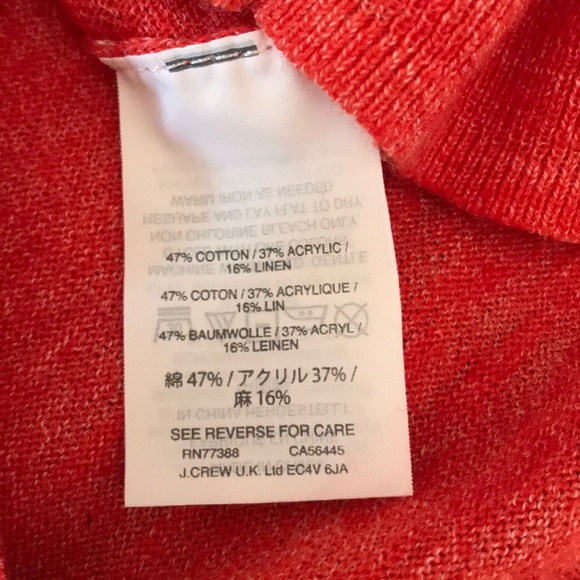 47% COTTON / 37% ACRYLIC /
16% LINEN
47% COTON / 37% ACRYLIQUE /
16% LIN
47% BAUMWOLLE / 37% ACRYL /
16% LEINEN
綿 47% / アクリル 37% /
麻 16%
SEE REVERSE FOR CARE
RN77388 CA56445
J.CREW U.K. Ltd EC4V 6JA